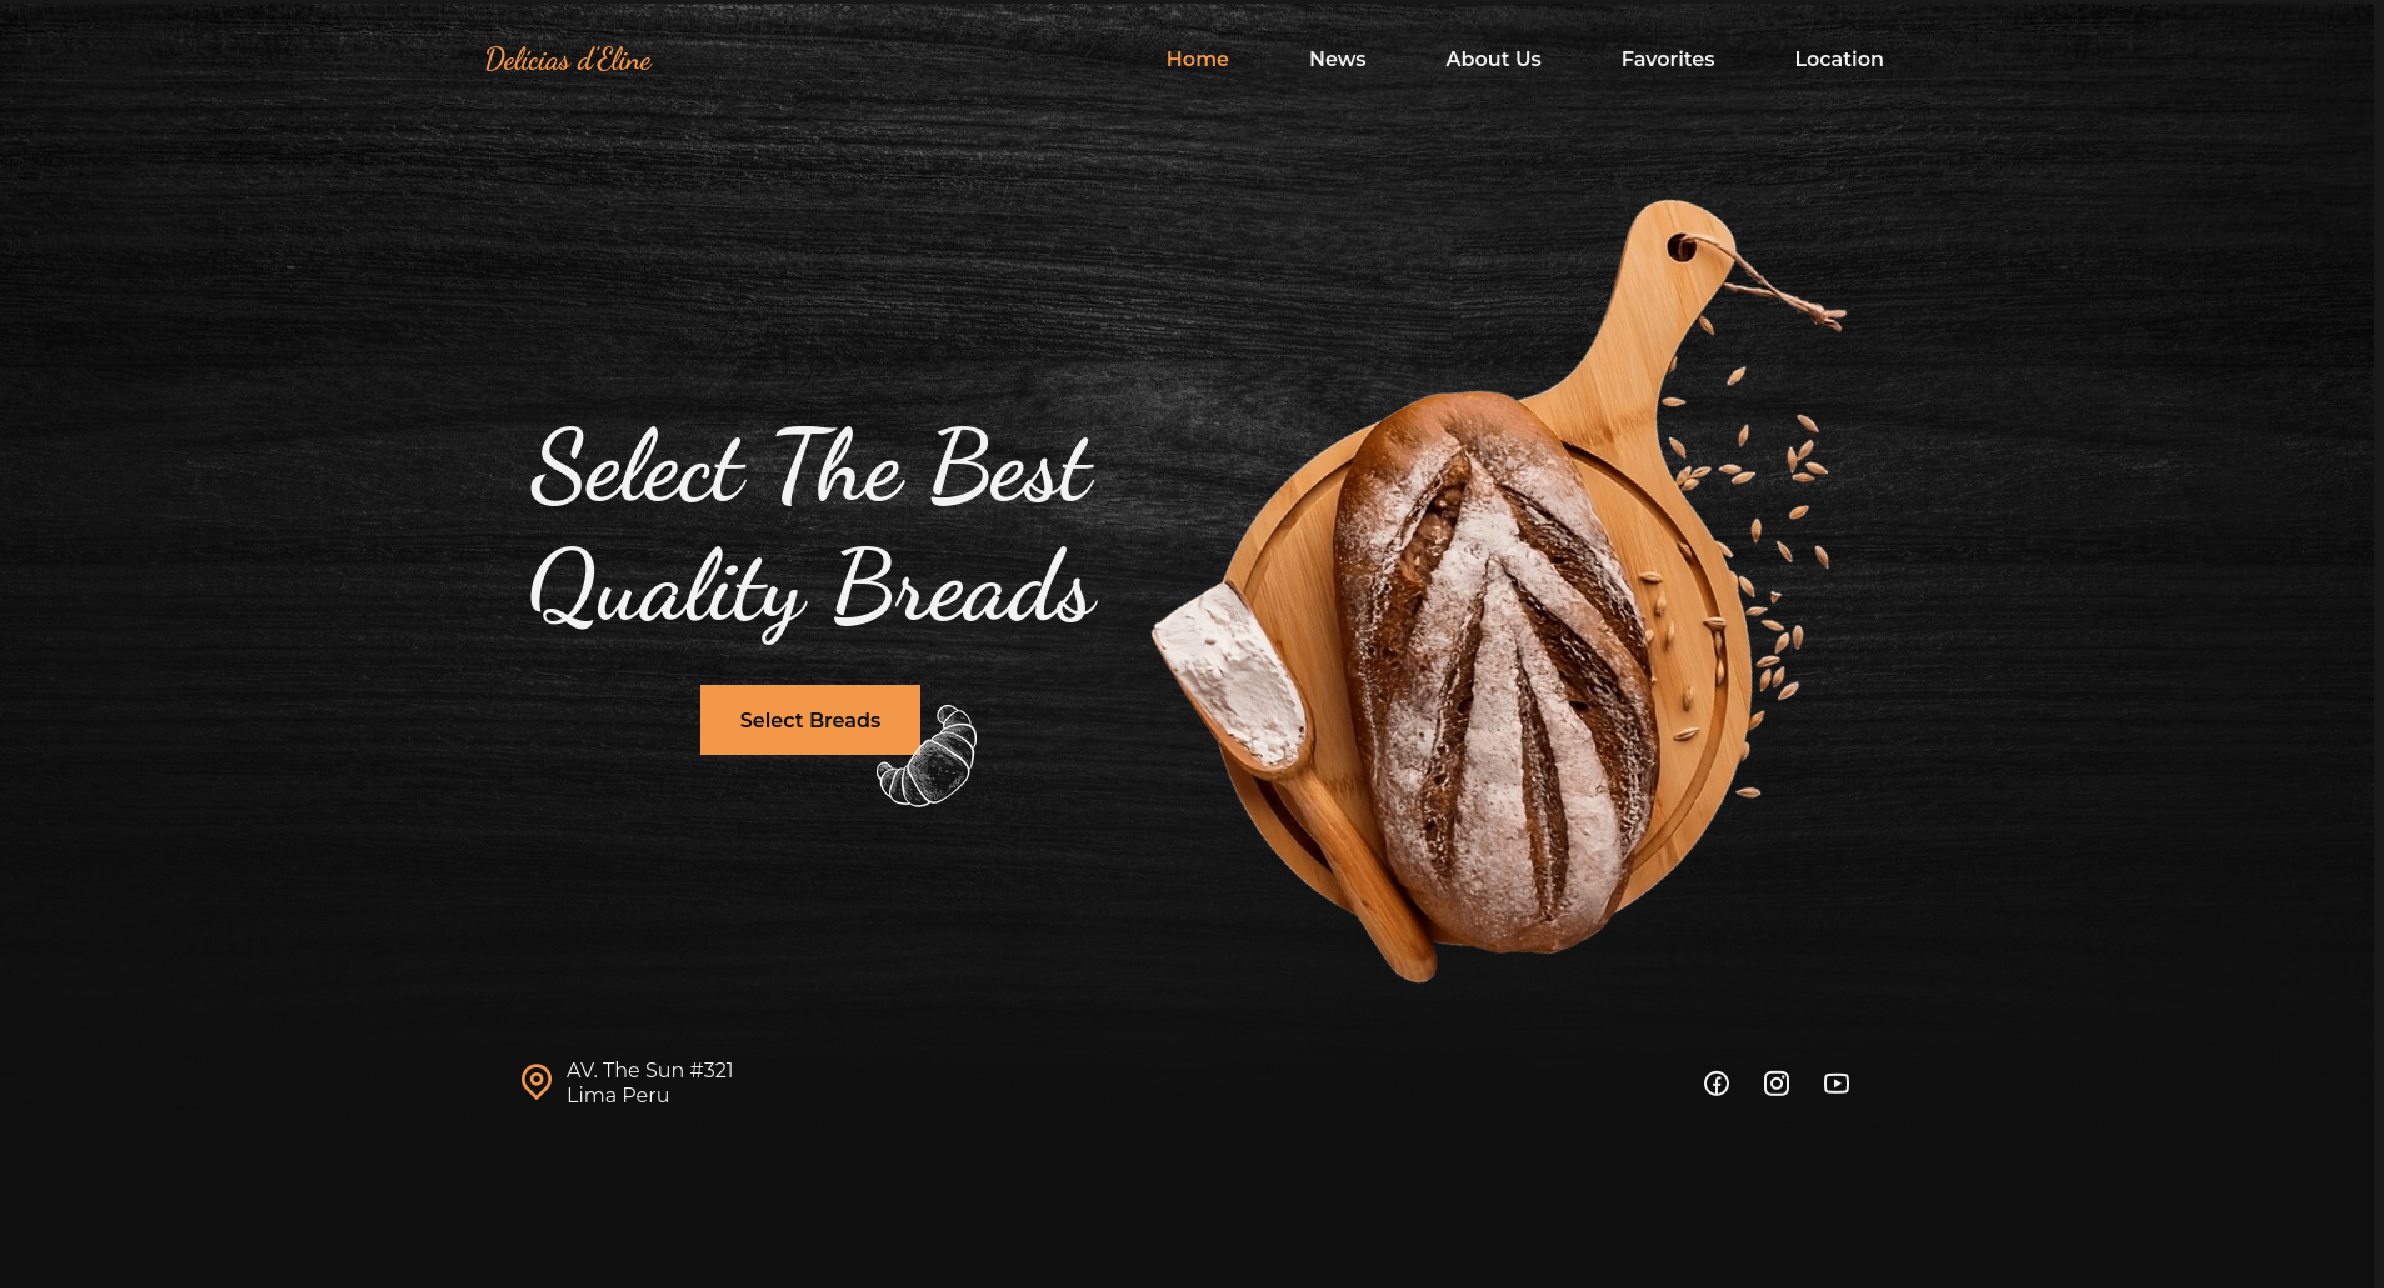 Delicias d'Eline
Home
News
About Us
Favorites
Location
Select The Best
Quality Breads
Select Breads
AV. The Sun #321
Lima Peru